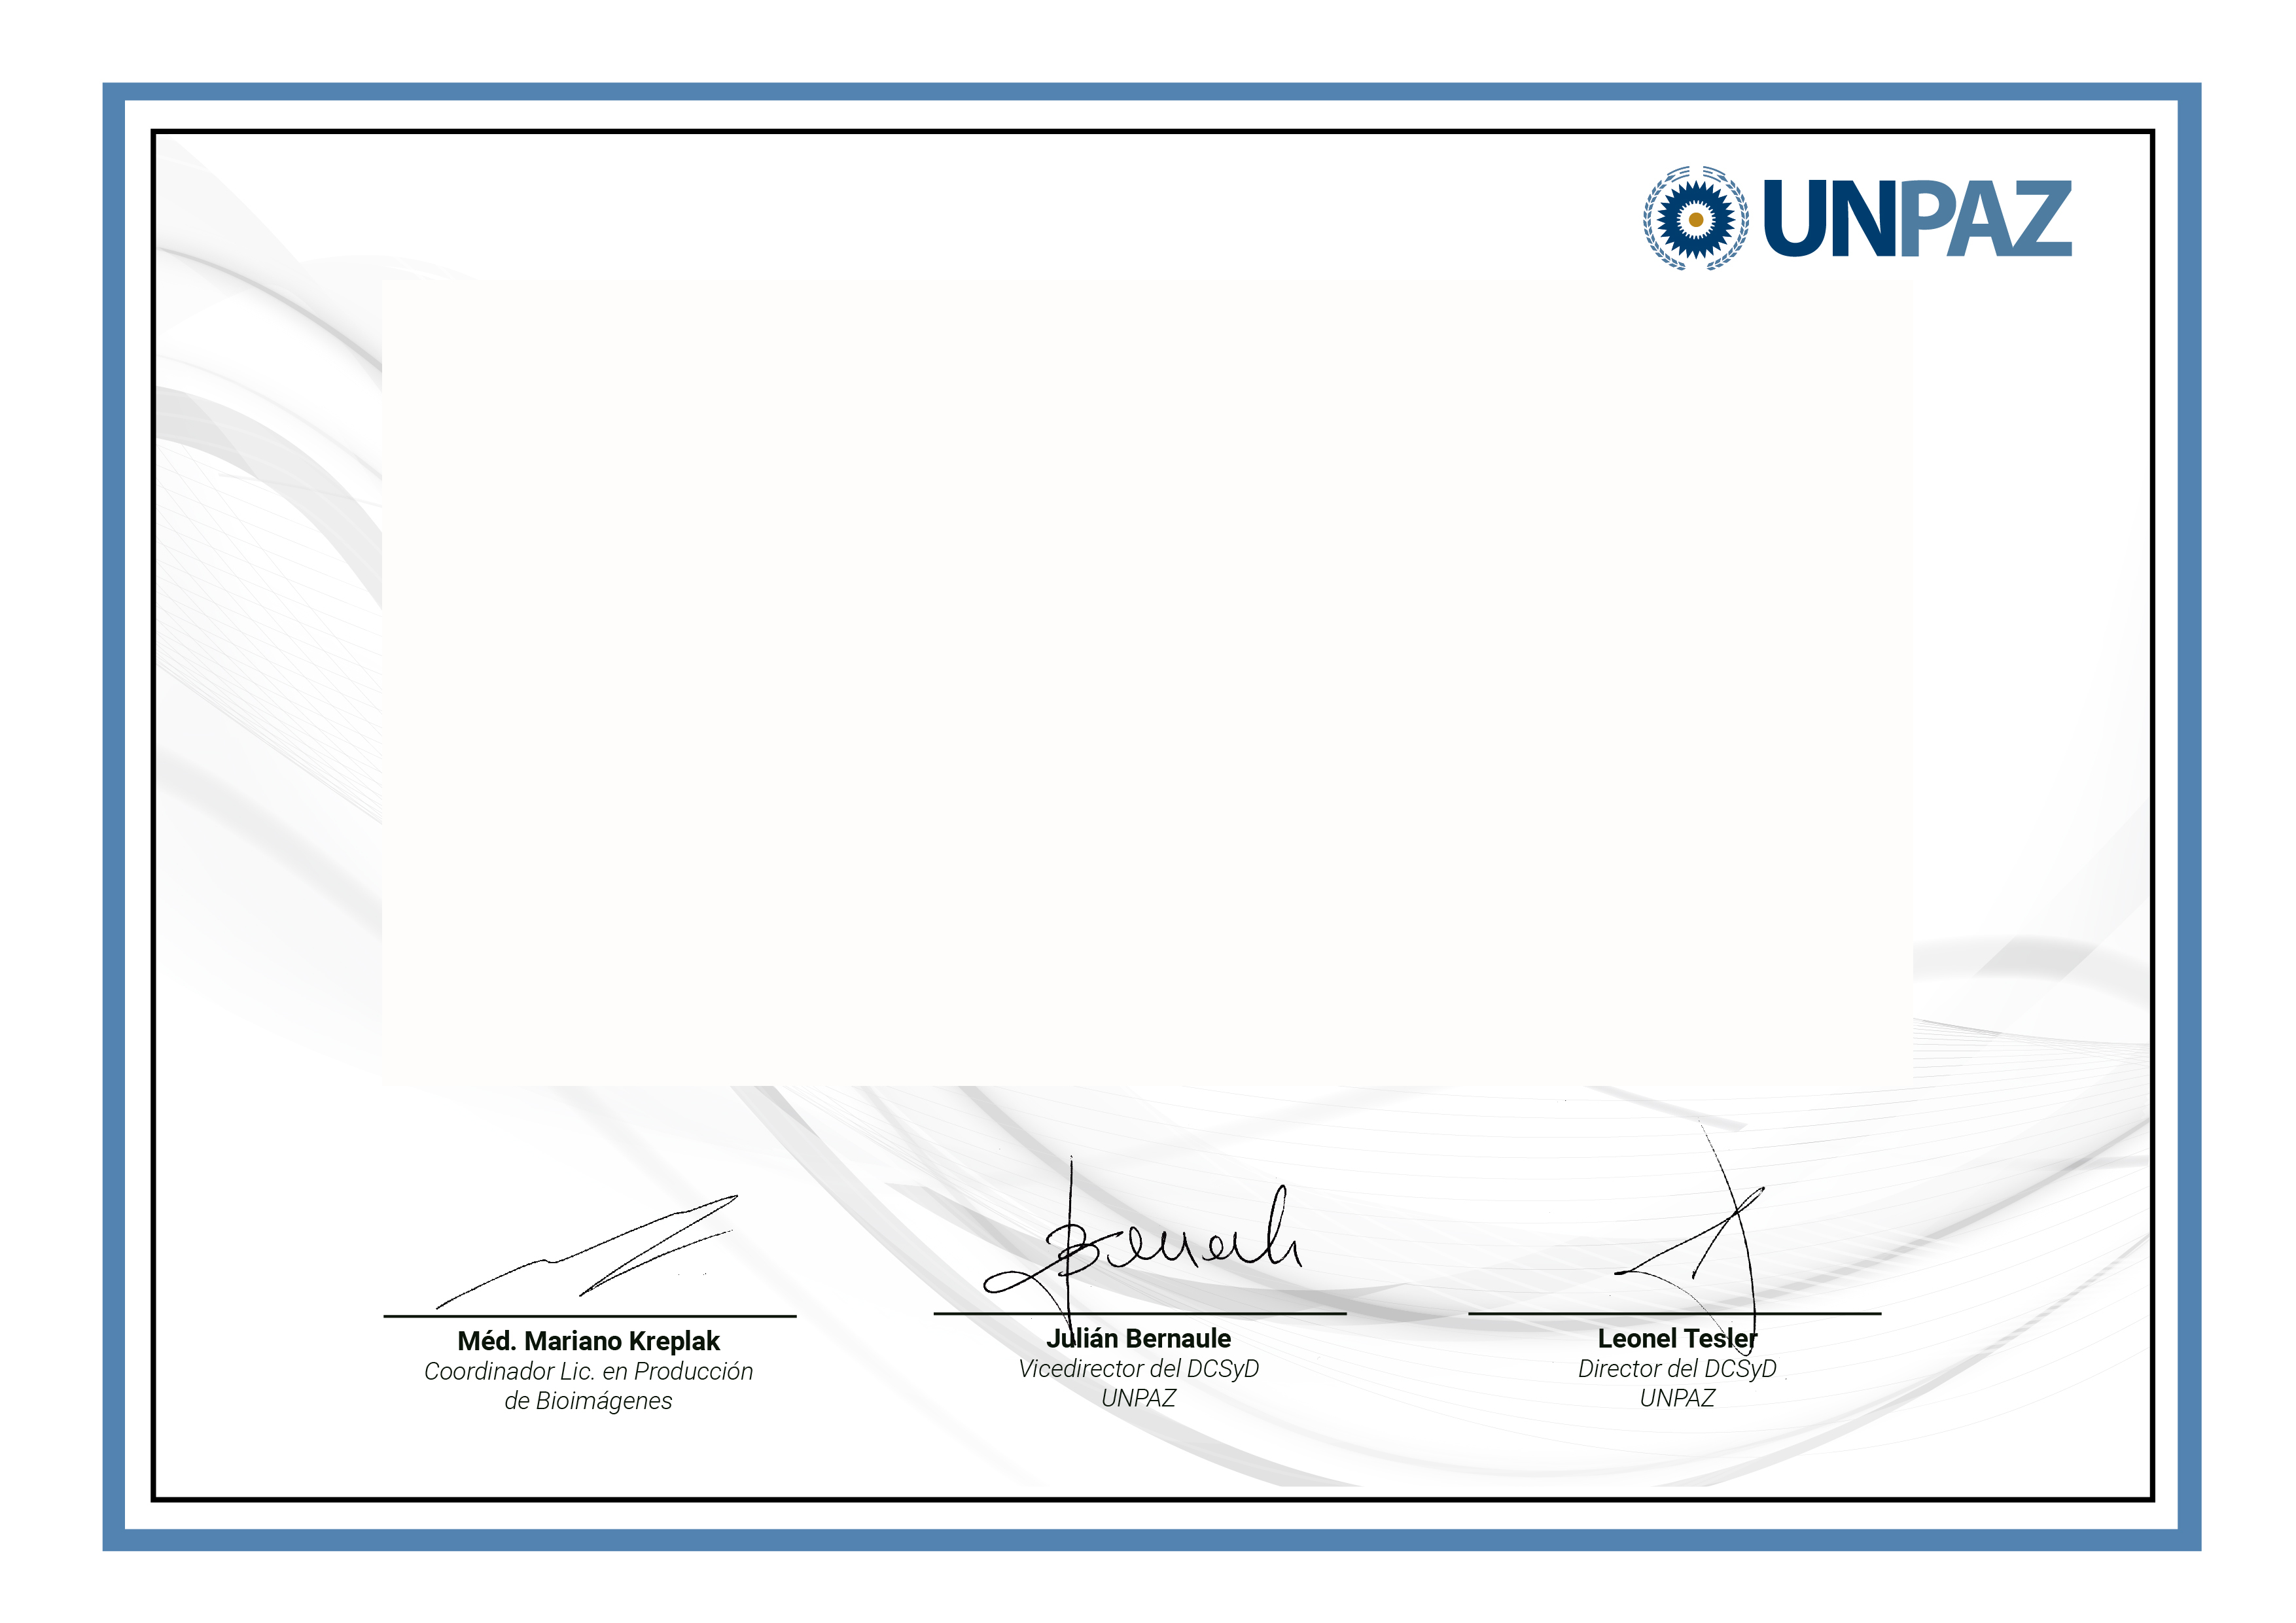 UNPAZ
Méd. Mariano Kreplak
Coordinador Lic. en Producción
de Bioimágenes
Julián Bernaule
Vicedirector del DCSyD
UNPAZ
Leonel Tesler
Director del DCSyD
UNPAZ